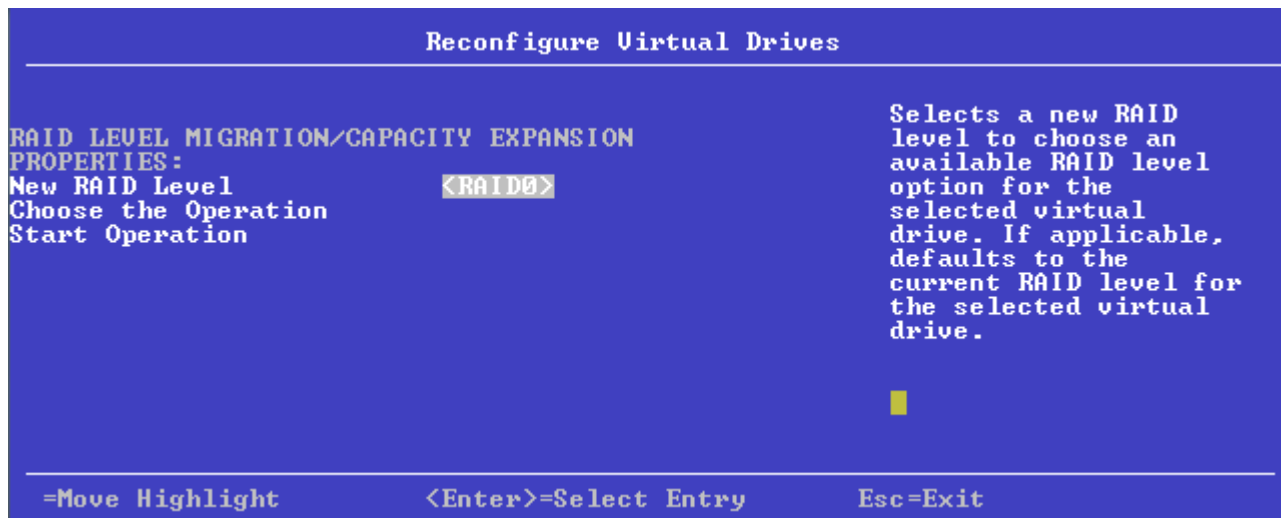 Reconfigure Virtual Drives
RAID LEVEL MIGRATION/CAPACITY EXPANSION
PROPERTIES:
New RAID Level <RAID0>
Choose the Operation
Start Operation
Selects a new RAID
level to choose an
available RAID level
option for the
selected virtual
drive. If applicable,
defaults to the
current RAID level for
the selected virtual
drive.
=Move Highlight <Enter>=Select Entry Esc=Exit